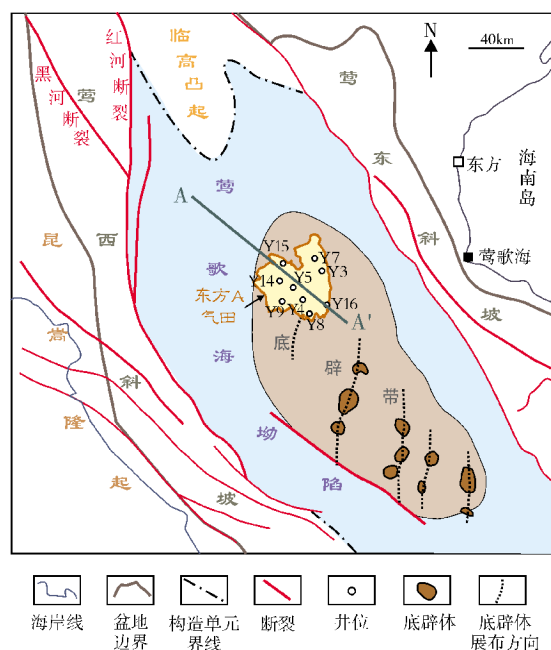 N
40km
临高凸起
红河断裂
黑河断裂
莺西斜坡
莺东斜坡
东方
海南岛
莺歌海
昆嵩隆起
莺歌海坳陷
A
A'
Y15
Y7
Y3
Y5
Y14
Y16
Y9
Y4
Y8
东方A
气田
底辟带
海岸线
盆地
边界
构造单元
界线
断裂
井位
底辟体
底辟体
展布方向